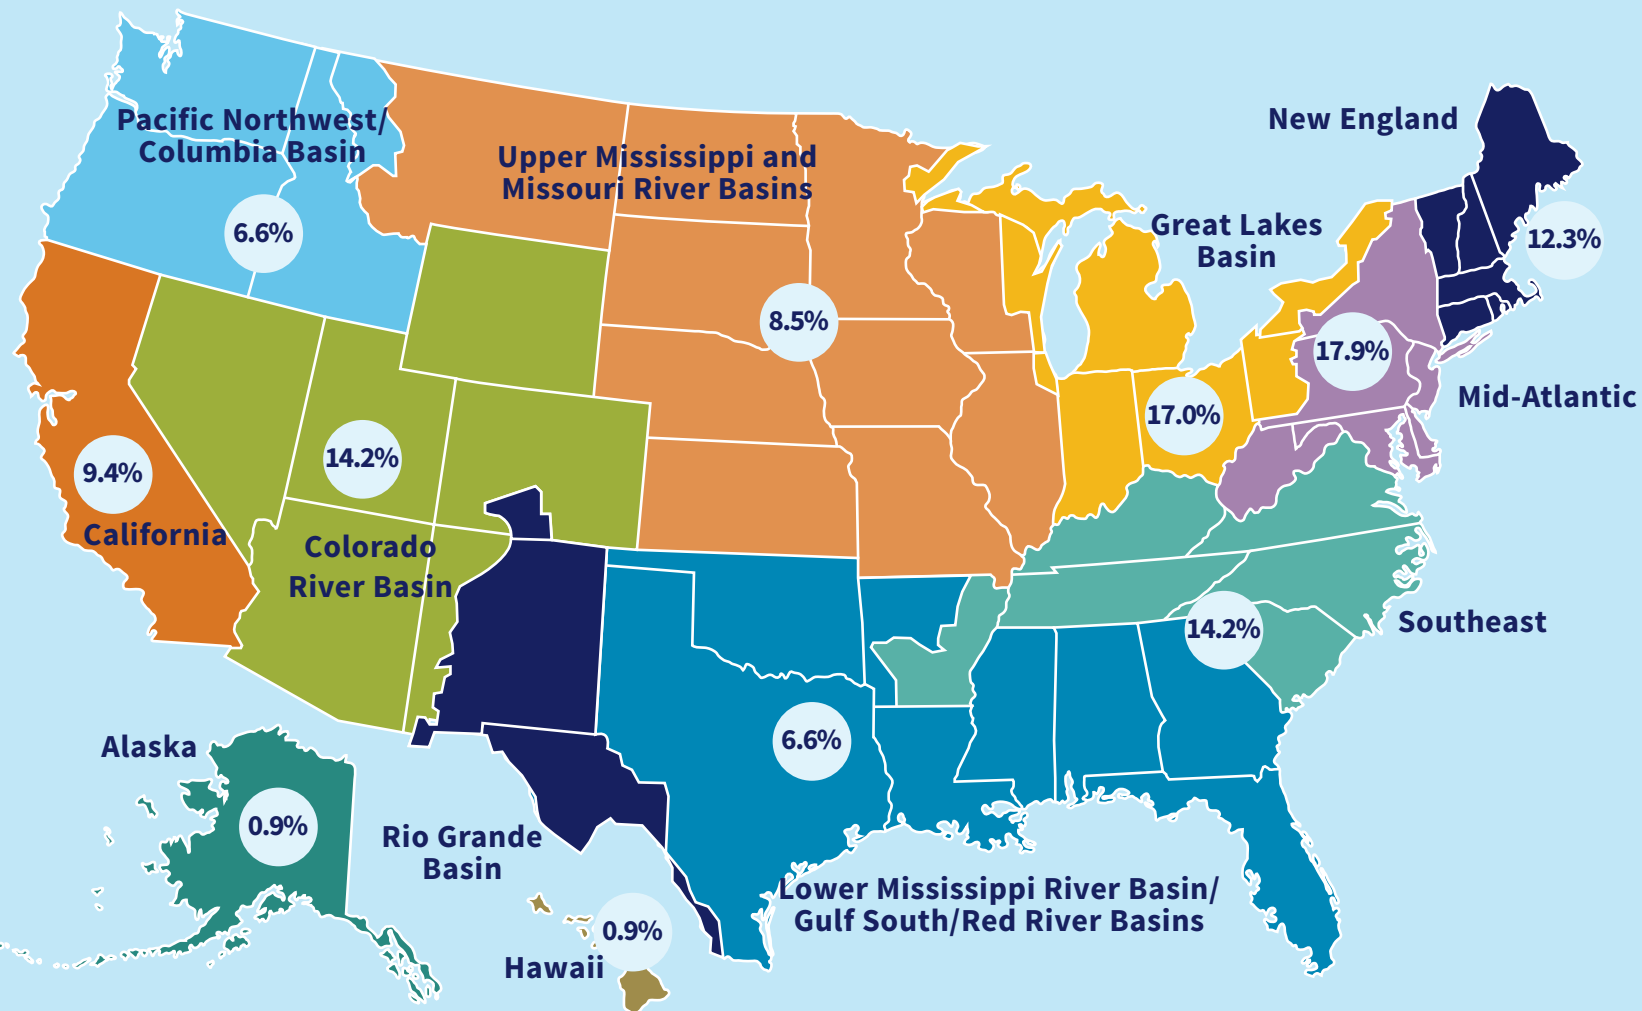 Pacific Northwest/
Columbia Basin
6.6%
Upper Mississippi and
Missouri River Basins
8.5%
New England
12.3%
Great Lakes
Basin
17.0%
17.9%
Mid-Atlantic
9.4%
California
14.2%
Colorado
River Basin
14.2%
Southeast
6.6%
Lower Mississippi River Basin/
Gulf South/Red River Basins
Alaska
0.9%
Rio Grande
Basin
0.9%
Hawaii